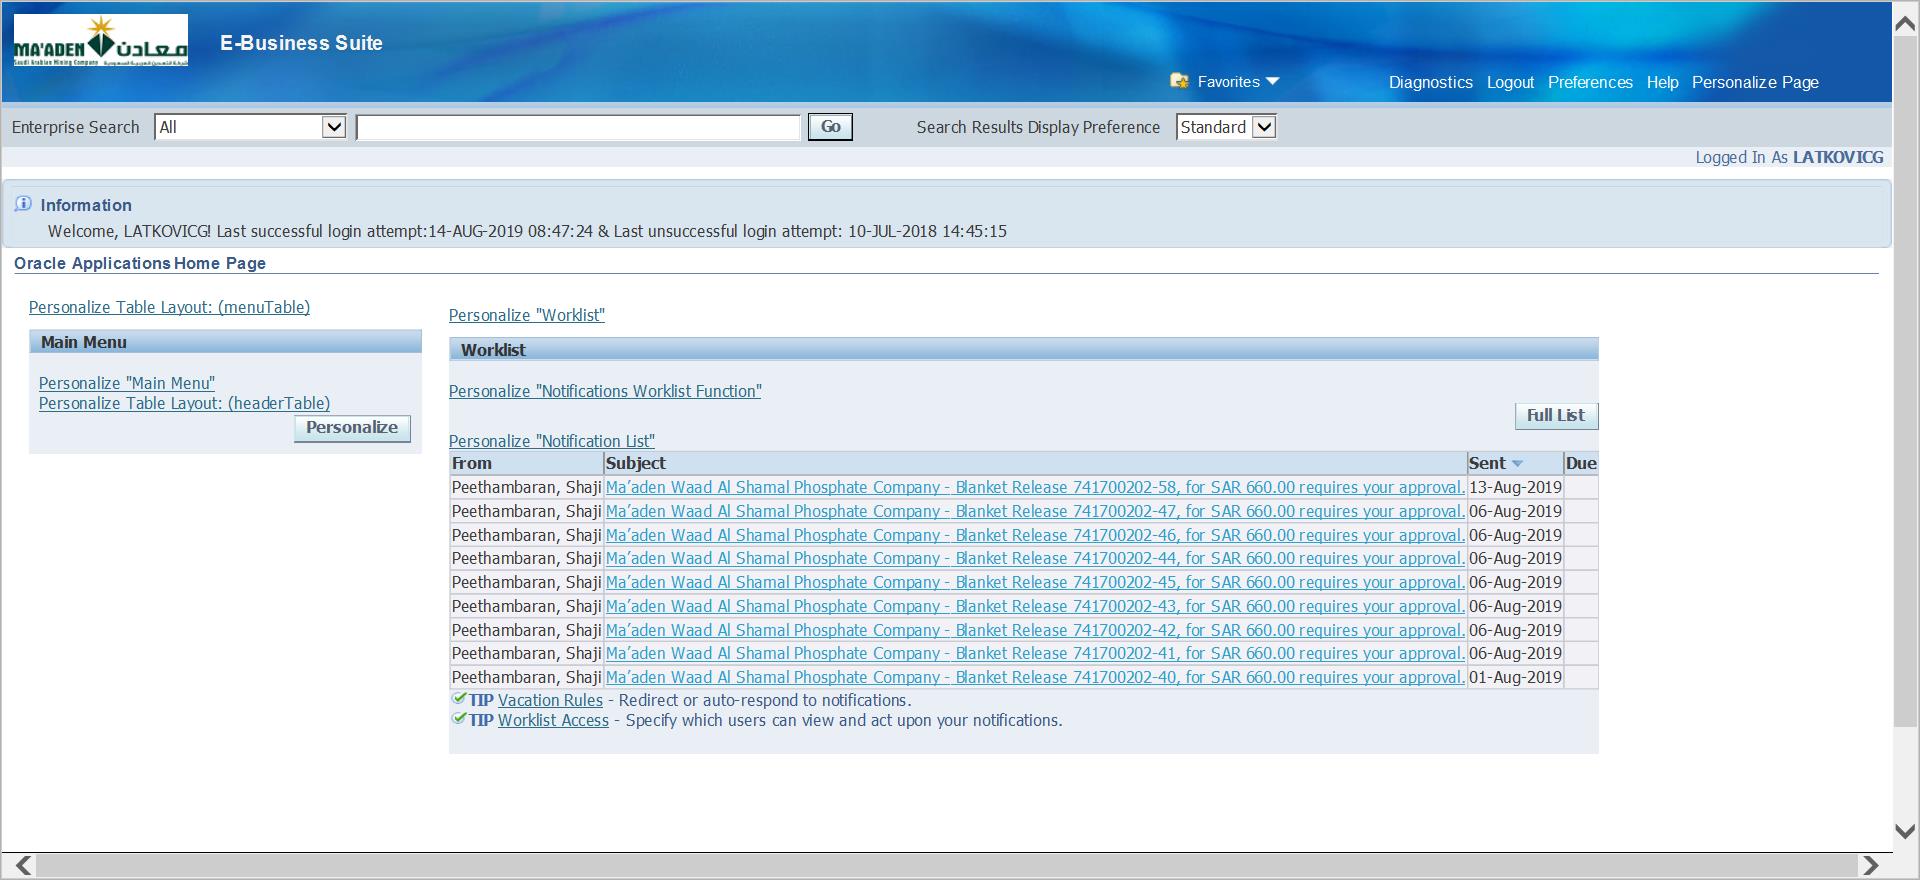 MA'ADEN معادن
Saudi Arabian Mining Company شركة التعدين العربية السعودية
E-Business Suite
Favorites
Diagnostics Logout Preferences Help Personalize Page
Enterprise Search All Go Search Results Display Preference Standard
Logged In As LATKOVICG
Information
Welcome, LATKOVICG! Last successful login attempt:14-AUG-2019 08:47:24 & Last unsuccessful login attempt: 10-JUL-2018 14:45:15
Oracle Applications Home Page
Personalize Table Layout: (menuTable)
Main Menu
Personalize "Main Menu"
Personalize Table Layout: (headerTable)
Personalize
Personalize "Worklist"
Worklist
Personalize "Notifications Worklist Function"
Full List
Personalize "Notification List"
From Subject Sent Due
Peethambaran, Shaji Ma’aden Waad Al Shamal Phosphate Company - Blanket Release 741700202-58, for SAR 660.00 requires your approval. 13-Aug-2019
Peethambaran, Shaji Ma’aden Waad Al Shamal Phosphate Company - Blanket Release 741700202-47, for SAR 660.00 requires your approval. 06-Aug-2019
Peethambaran, Shaji Ma’aden Waad Al Shamal Phosphate Company - Blanket Release 741700202-46, for SAR 660.00 requires your approval. 06-Aug-2019
Peethambaran, Shaji Ma’aden Waad Al Shamal Phosphate Company - Blanket Release 741700202-44, for SAR 660.00 requires your approval. 06-Aug-2019
Peethambaran, Shaji Ma’aden Waad Al Shamal Phosphate Company - Blanket Release 741700202-45, for SAR 660.00 requires your approval. 06-Aug-2019
Peethambaran, Shaji Ma’aden Waad Al Shamal Phosphate Company - Blanket Release 741700202-43, for SAR 660.00 requires your approval. 06-Aug-2019
Peethambaran, Shaji Ma’aden Waad Al Shamal Phosphate Company - Blanket Release 741700202-42, for SAR 660.00 requires your approval. 06-Aug-2019
Peethambaran, Shaji Ma’aden Waad Al Shamal Phosphate Company - Blanket Release 741700202-41, for SAR 660.00 requires your approval. 06-Aug-2019
Peethambaran, Shaji Ma’aden Waad Al Shamal Phosphate Company - Blanket Release 741700202-40, for SAR 660.00 requires your approval. 01-Aug-2019
TIP Vacation Rules - Redirect or auto-respond to notifications.
TIP Worklist Access - Specify which users can view and act upon your notifications.